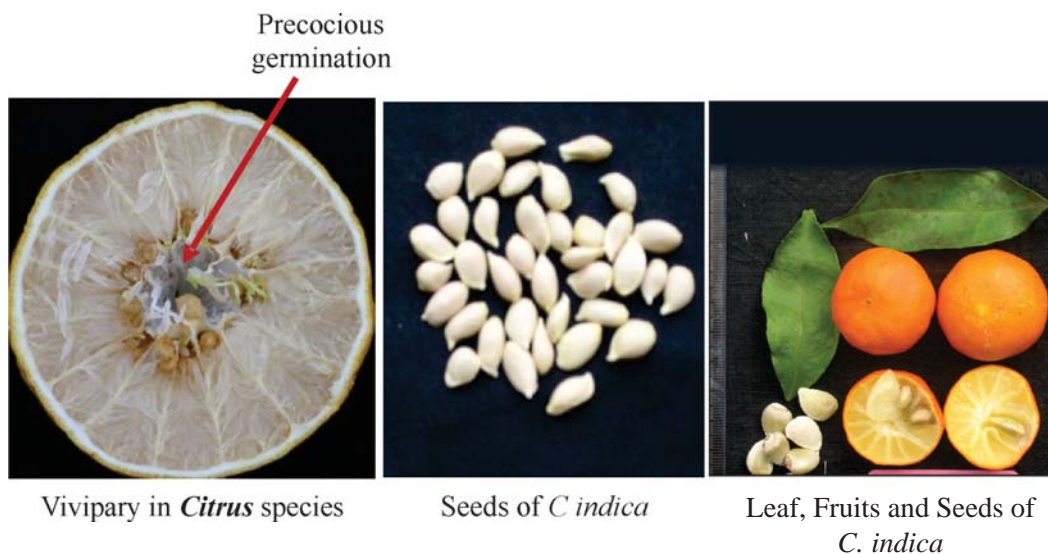 Precocious
germination
Vivipary in Citrus species
Seeds of C indica
Leaf, Fruits and Seeds of
C. indica